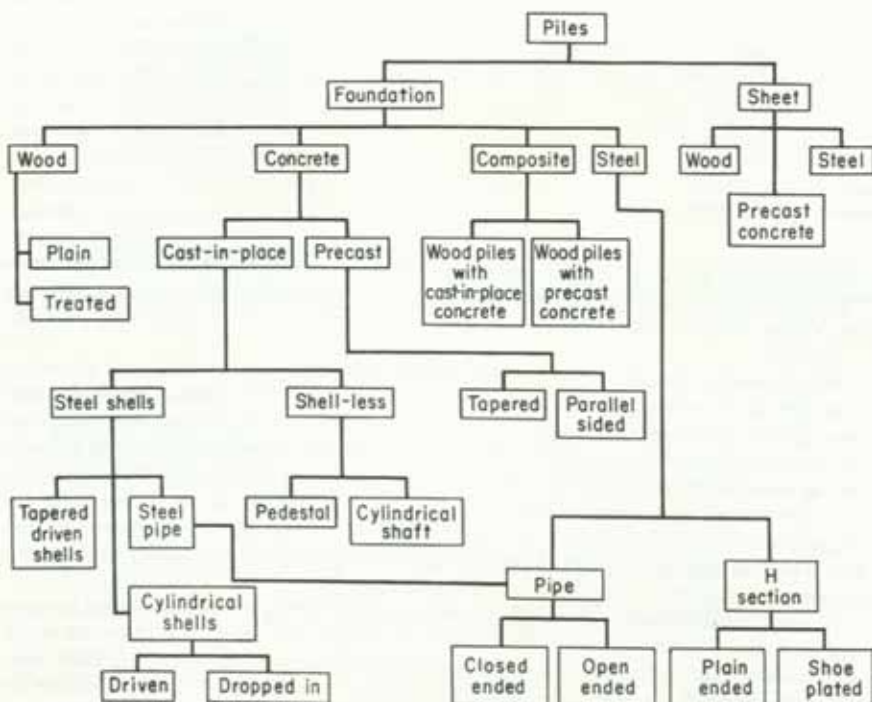 Piles
Foundation
Sheet
Wood
Concrete
Composite
Steel
Wood
Steel
Precast
concrete
Plain
Treated
Cast-in-place
Precast
Wood piles
with
cast-in-place
concrete
Wood piles
with
precast
concrete
Steel shells
Shell-less
Tapered
Parallel
sided
Tapered
driven
shells
Steel
pipe
Pedestal
Cylindrical
shaft
Cylindrical
shells
Pipe
H
section
Driven
Dropped in
Closed
ended
Open
ended
Plain
ended
Shoe
plated